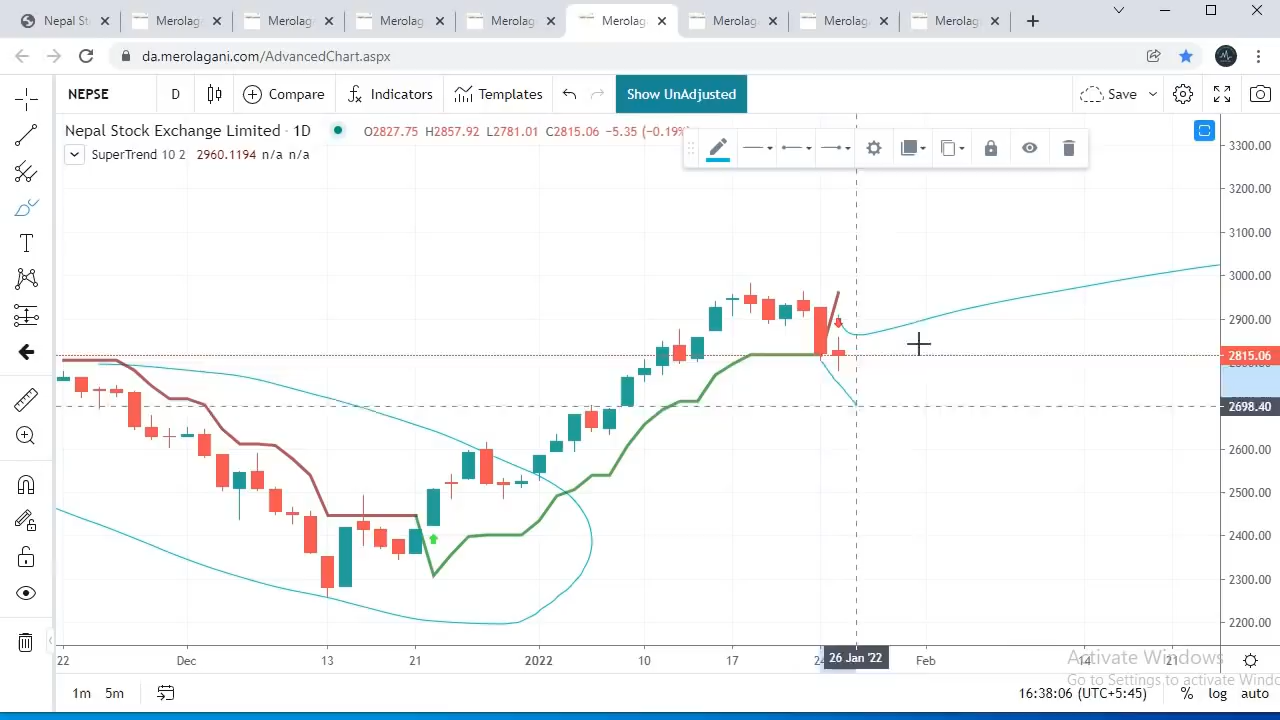 Nepal S
Merolaga
Merolaga
Merolag
Merolag
Merolag
Merolag
Merolag
Merolag
da.merolagani.com/AdvancedChart.aspx
NEPSE D Compare Indicators Templates Show UnAdjusted Save
Nepal Stock Exchange Limited · 1D O2827.75 H2857.92 L2781.01 C2815.06 −5.35 (−0.19%
SuperTrend 10 2 2960.1194 n/a n/a
3300.00
3200.00
3100.00
3000.00
2900.00
2815.06
2698.40
2600.00
2500.00
2400.00
2300.00
2200.00
22 Dec 13 21 2022 10 17 24 26 Jan '22 Feb 14 21
Activate Windows
Go to Settings to activate Windo
1m 5m 16:38:06 (UTC+5:45) % log auto